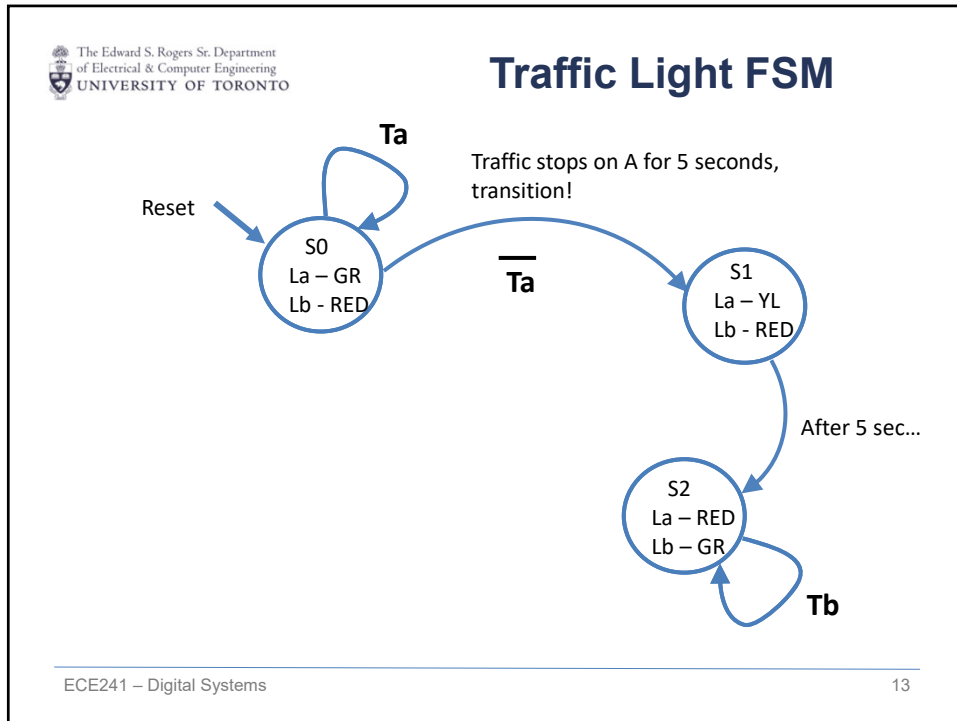 The Edward S. Rogers Sr. Department
of Electrical & Computer Engineering
UNIVERSITY OF TORONTO
Traffic Light FSM
Ta
Traffic stops on A for 5 seconds,
transition!
Reset
S0
La – GR
Lb - RED
T̅a̅
S1
La – YL
Lb - RED
After 5 sec…
S2
La – RED
Lb – GR
Tb
ECE241 – Digital Systems
13